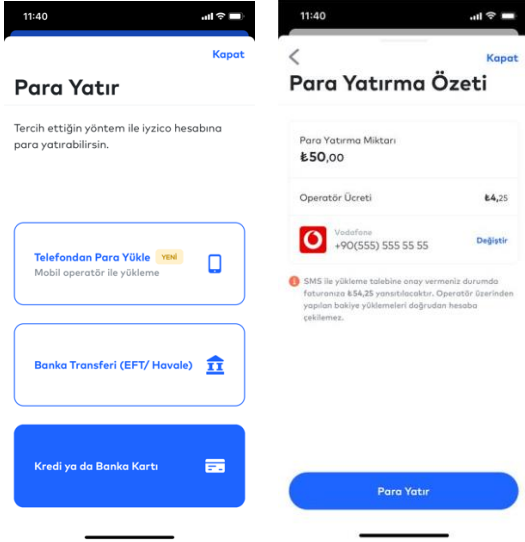 11:40
Kapat
Para Yatır
Tercih ettiğin yöntem ile iyzico hesabına
para yatırabilirsin.
Telefondan Para Yükle YENİ
Mobil operatör ile yükleme
Banka Transferi (EFT/ Havale)
Kredi ya da Banka Kartı
11:40
Kapat
Para Yatırma Özeti
Para Yatırma Miktarı
₺50,00
Operatör Ücreti ₺4,25
Vodafone
+90(555) 555 55 55 Değiştir
SMS ile yükleme talebine onay vermeniz durumda
faturanıza ₺54,25 yansıtılacaktır. Operatör üzerinden
yapılan bakiye yüklemeleri doğrudan hesaba
çekilemez.
Para Yatır